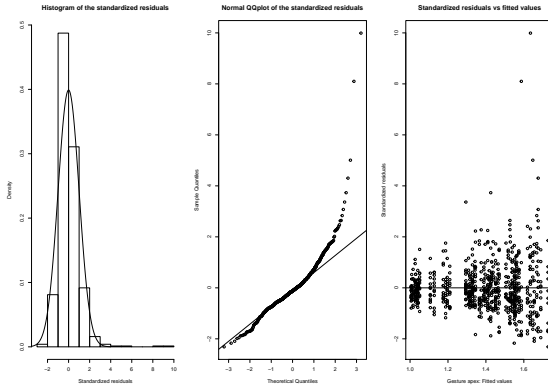 Histogram of the standardized residuals
Normal QQplot of the standardized residuals
Standardized residuals vs fitted values
Density
0.0
0.1
0.2
0.3
0.4
0.5
−2 0 2 4 6 8 10
Standardized residuals
Sample Quantiles
−2
0
2
4
6
8
10
−3 −2 −1 0 1 2 3
Theoretical Quantiles
Standardized residuals
−2
0
2
4
6
8
10
1.0 1.2 1.4 1.6
Gesture apex: Fitted values